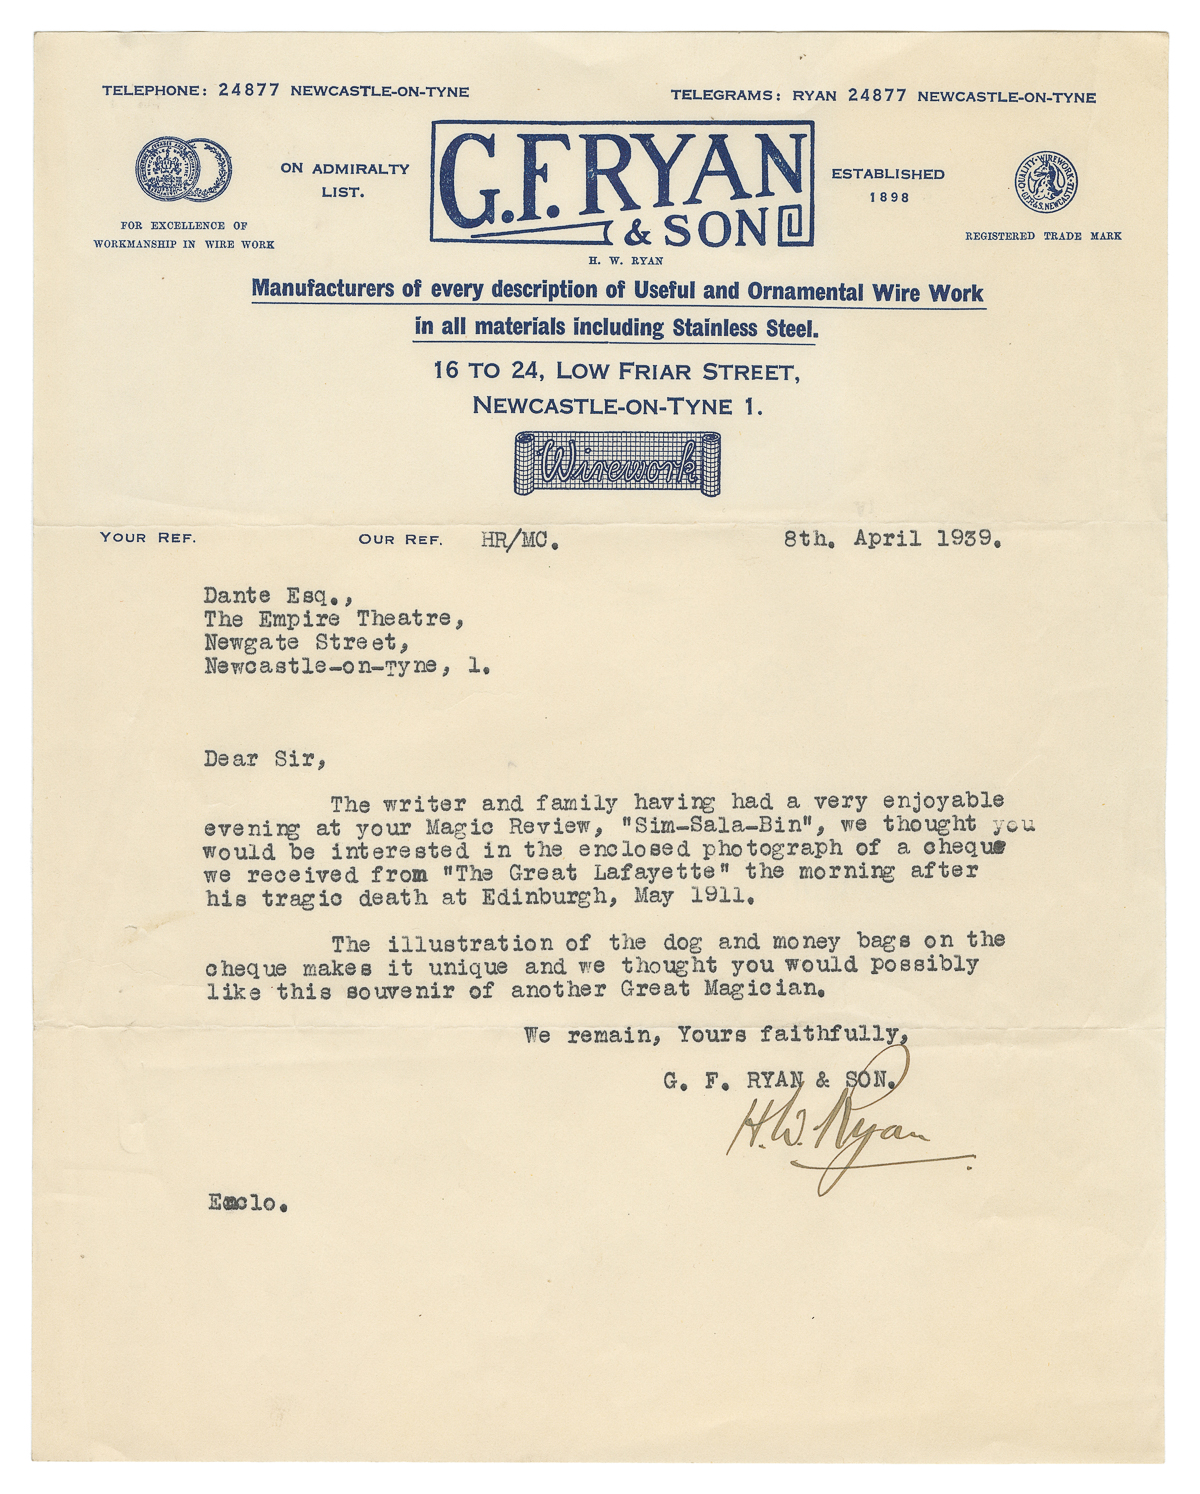 TELEPHONE: 24877 NEWCASTLE-ON-TYNE
TELEGRAMS: RYAN 24877 NEWCASTLE-ON-TYNE
FOR EXCELLENCE OF
WORKMANSHIP IN WIRE WORK
ON ADMIRALTY
LIST.
G.F. RYAN
& SON
H. W. RYAN
ESTABLISHED
1898
QUALITY WIREWORK
G.F.R.& S. NEWCASTLE
REGISTERED TRADE MARK
Manufacturers of every description of Useful and Ornamental Wire Work
in all materials including Stainless Steel.
16 TO 24, LOW FRIAR STREET,
NEWCASTLE-ON-TYNE 1.
Wirework
YOUR REF. OUR REF. HR/MC. 8th. April 1939.
Dante Esq.,
The Empire Theatre,
Newgate Street,
Newcastle-on-Tyne, 1.
Dear Sir,
The writer and family having had a very enjoyable
evening at your Magic Review, "Sim-Sala-Bin", we thought you
would be interested in the enclosed photograph of a cheque
we received from "The Great Lafayette" the morning after
his tragic death at Edinburgh, May 1911.
The illustration of the dog and money bags on the
cheque makes it unique and we thought you would possibly
like this souvenir of another Great Magician.
We remain, Yours faithfully,
G. F. RYAN & SON.
H.W. Ryan
Enclo.